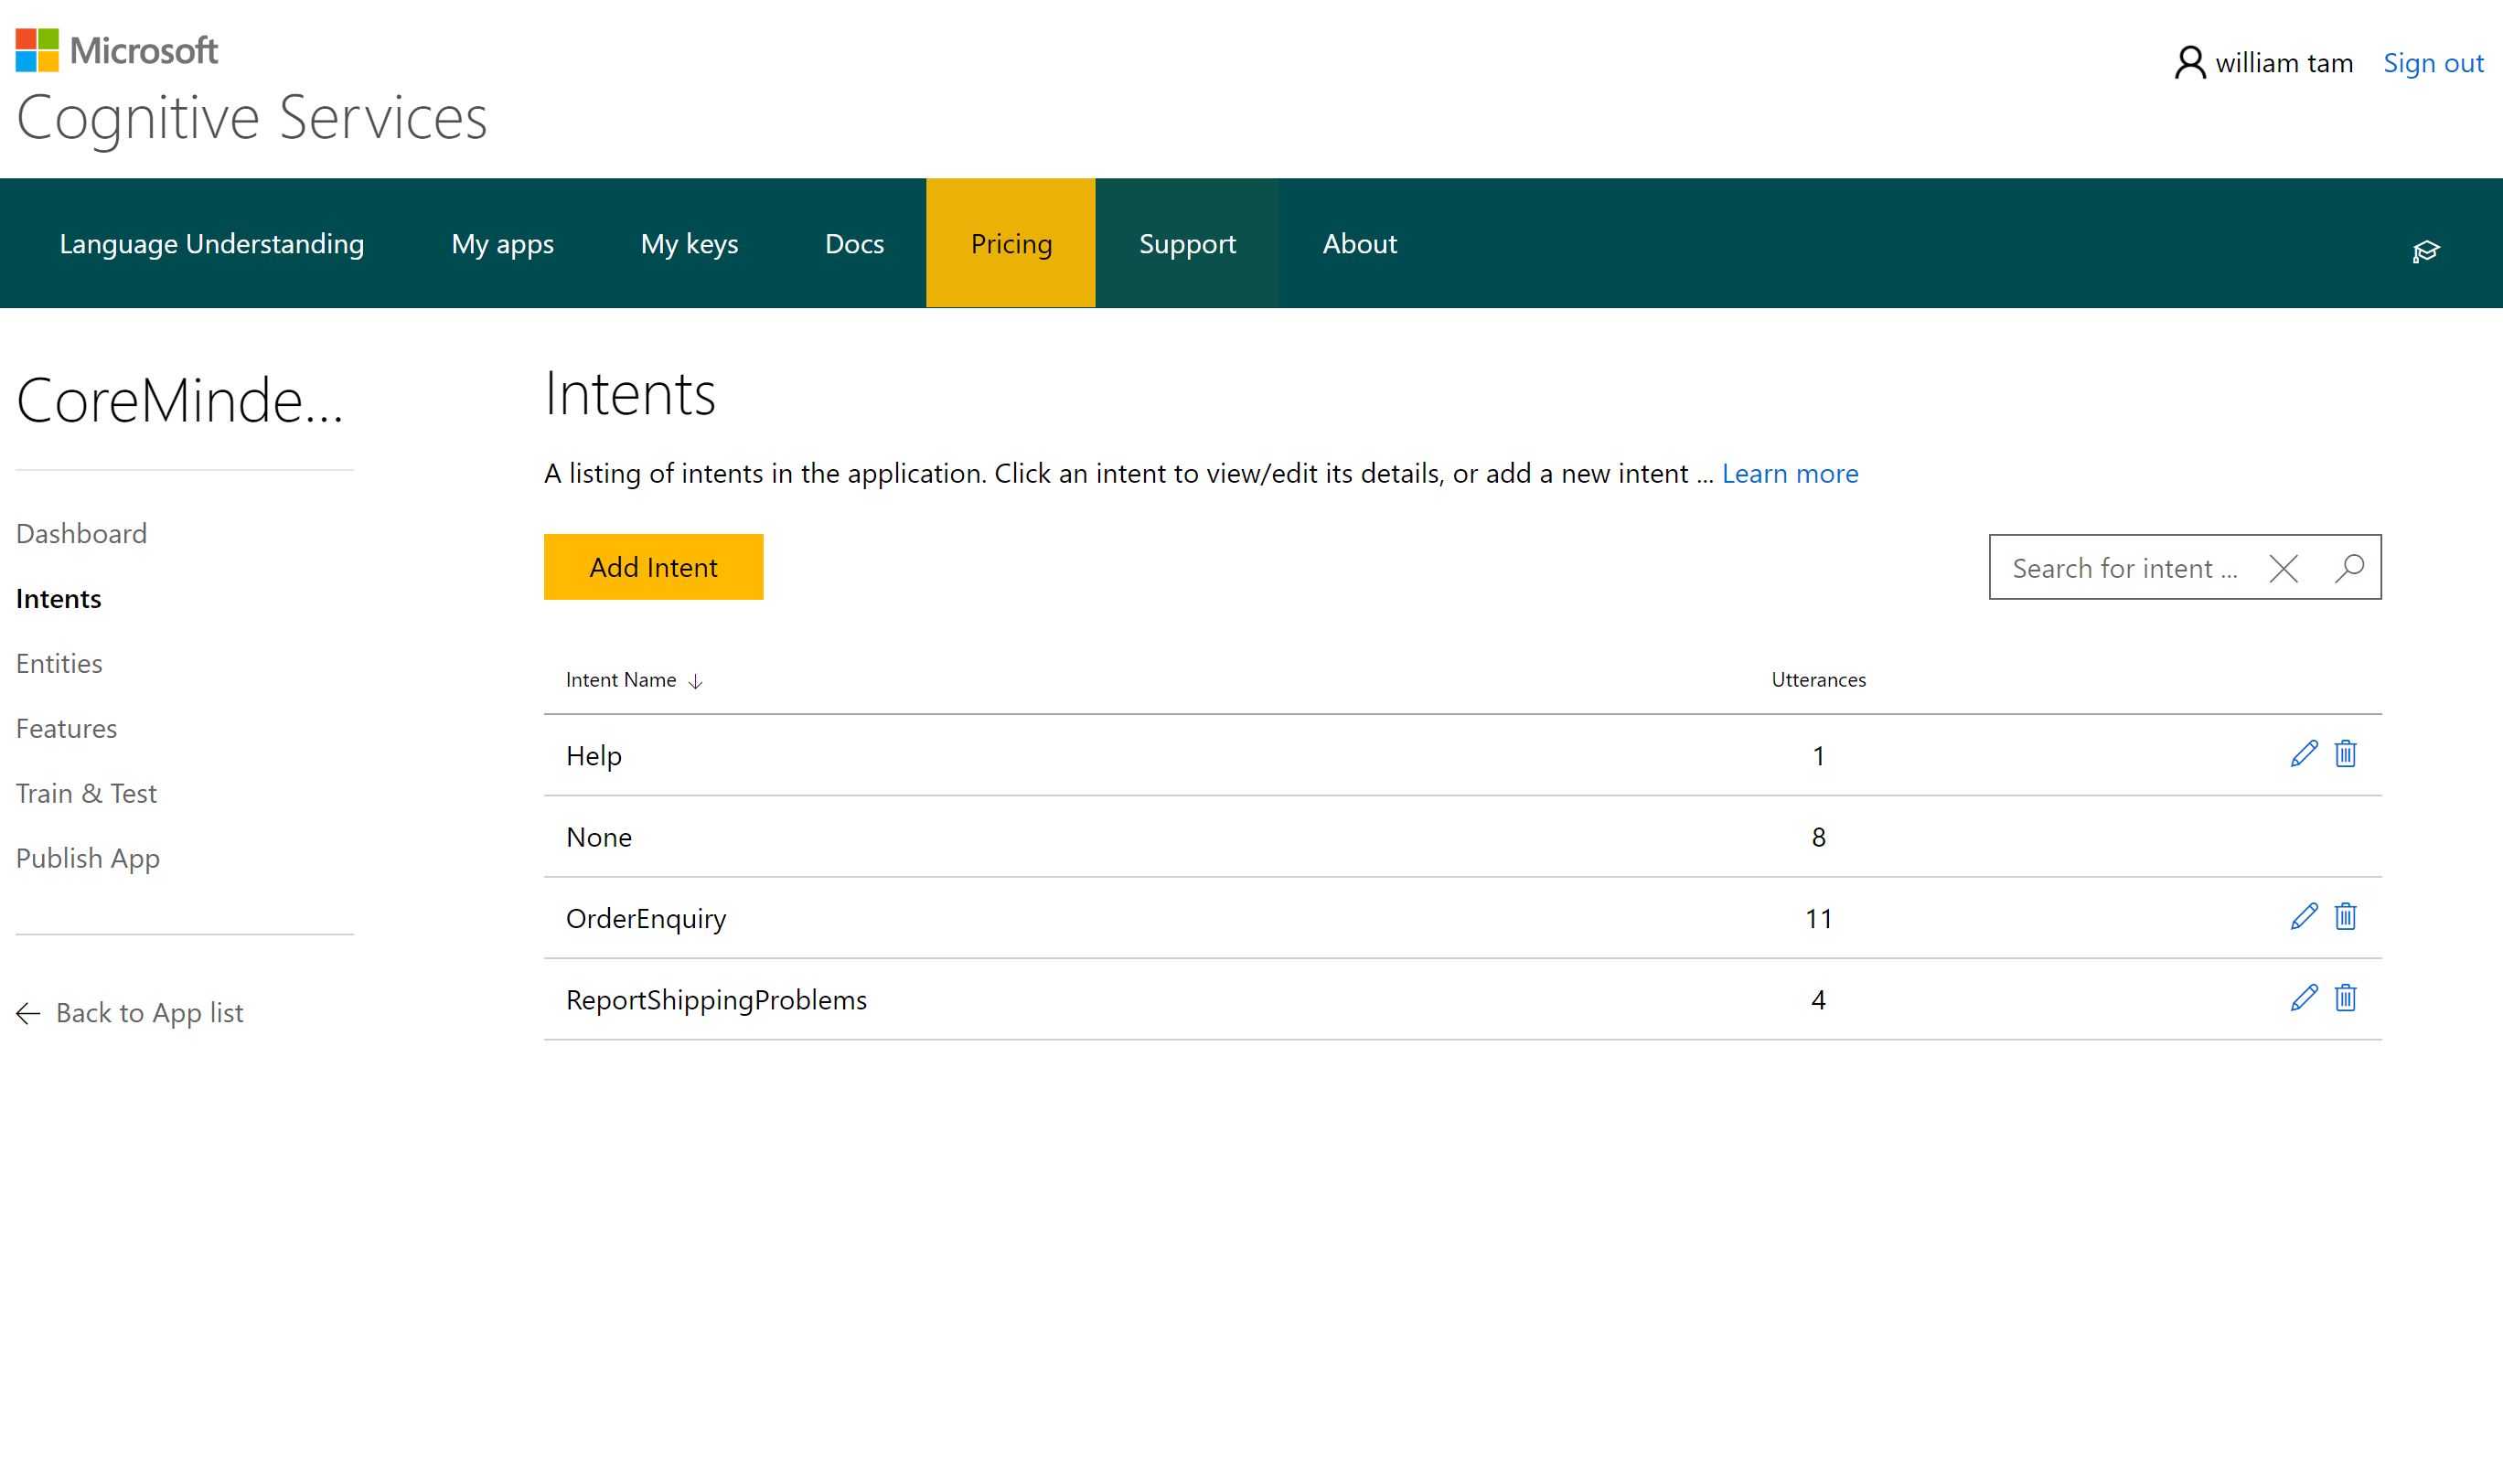 Microsoft
Cognitive Services
william tam Sign out
Language Understanding My apps My keys Docs Pricing Support About
CoreMinde...
Dashboard
Intents
Entities
Features
Train & Test
Publish App
Back to App list
Intents
A listing of intents in the application. Click an intent to view/edit its details, or add a new intent ... Learn more
Add Intent
Search for intent ...
Intent Name Utterances
Help 1
None 8
OrderEnquiry 11
ReportShippingProblems 4